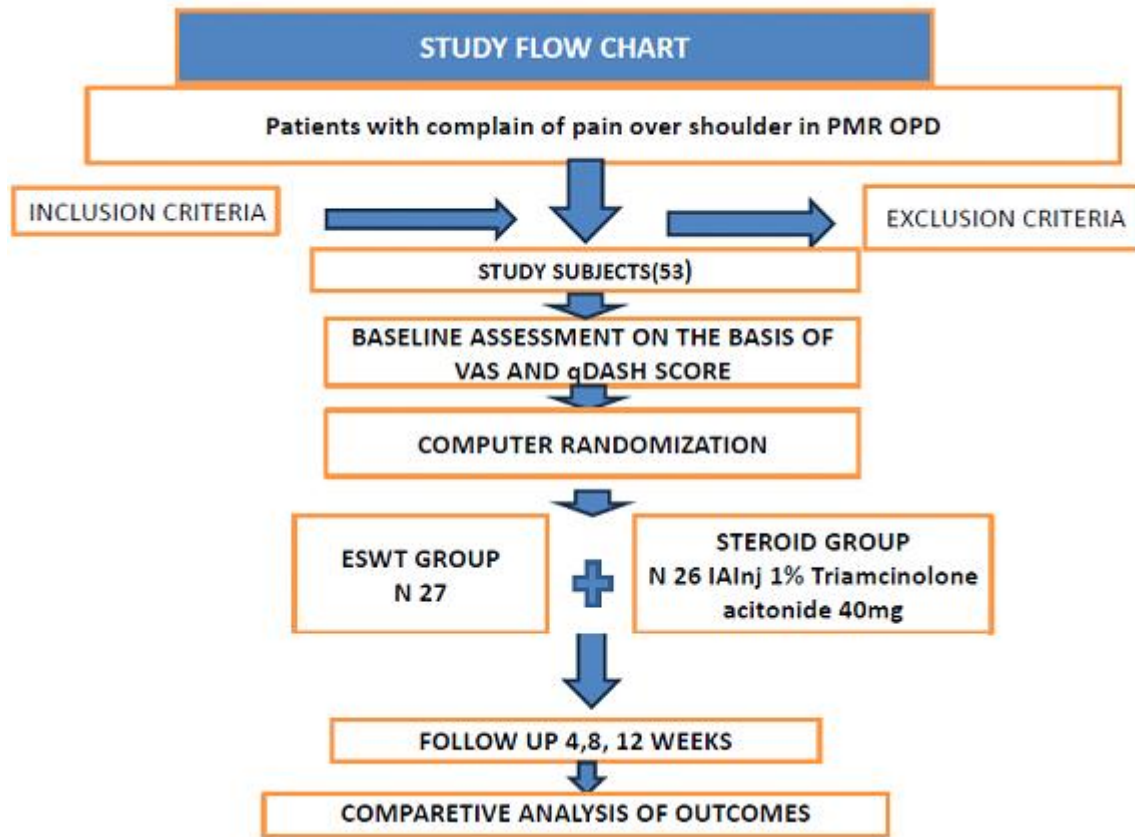 STUDY FLOW CHART
Patients with complain of pain over shoulder in PMR OPD
INCLUSION CRITERIA
EXCLUSION CRITERIA
STUDY SUBJECTS(53)
BASELINE ASSESSMENT ON THE BASIS OF
VAS AND qDASH SCORE
COMPUTER RANDOMIZATION
ESWT GROUP
N 27
STEROID GROUP
N 26 IAInj 1% Triamcinolone
acitonide 40mg
FOLLOW UP 4,8, 12 WEEKS
COMPARETIVE ANALYSIS OF OUTCOMES